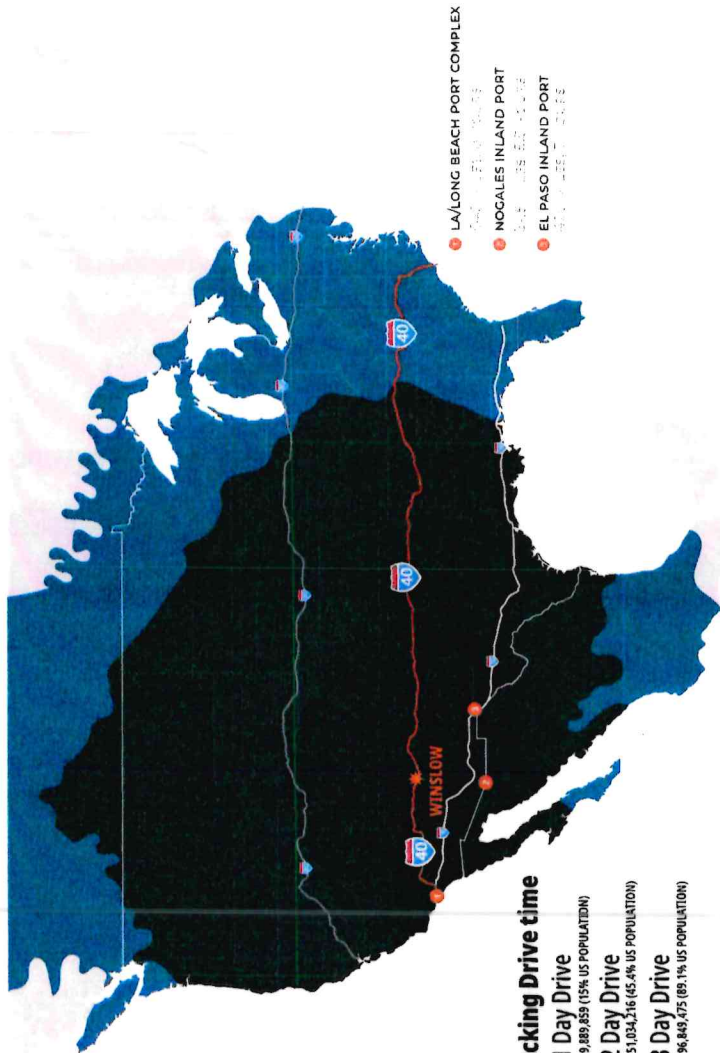 LA/LONG BEACH PORT COMPLEX
NOGALES INLAND PORT
EL PASO INLAND PORT
40
40
40
WINSLOW
1
2
3
cking Drive time
Day Drive
9,889,859 (15% US POPULATION)
Day Drive
51,034,216 (45.4% US POPULATION)
Day Drive
96,849,475 (89.1% US POPULATION)